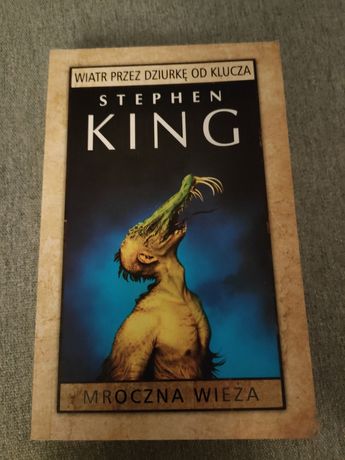 WIATR PRZEZ DZIURKĘ OD KLUCZA
STEPHEN
KING
MROCZNA WIEŻA